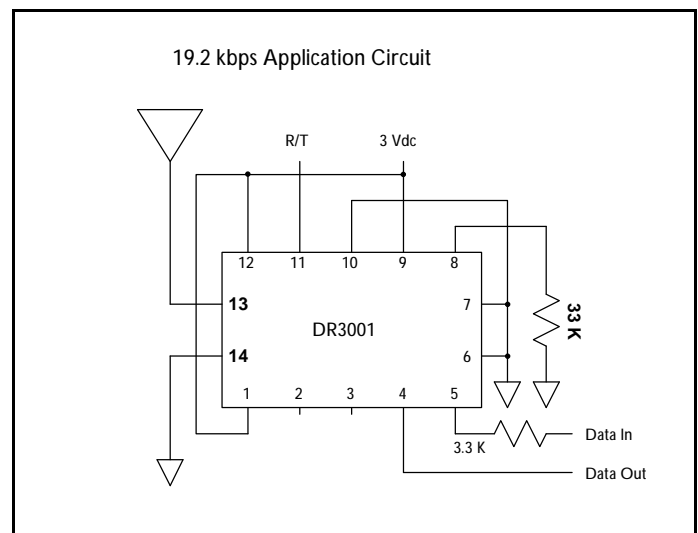 19.2 kbps Application Circuit
R/T
3 Vdc
12
11
10
9
8
13
7
33 K
DR3001
14
6
1
2
3
4
5
3.3 K
Data In
Data Out